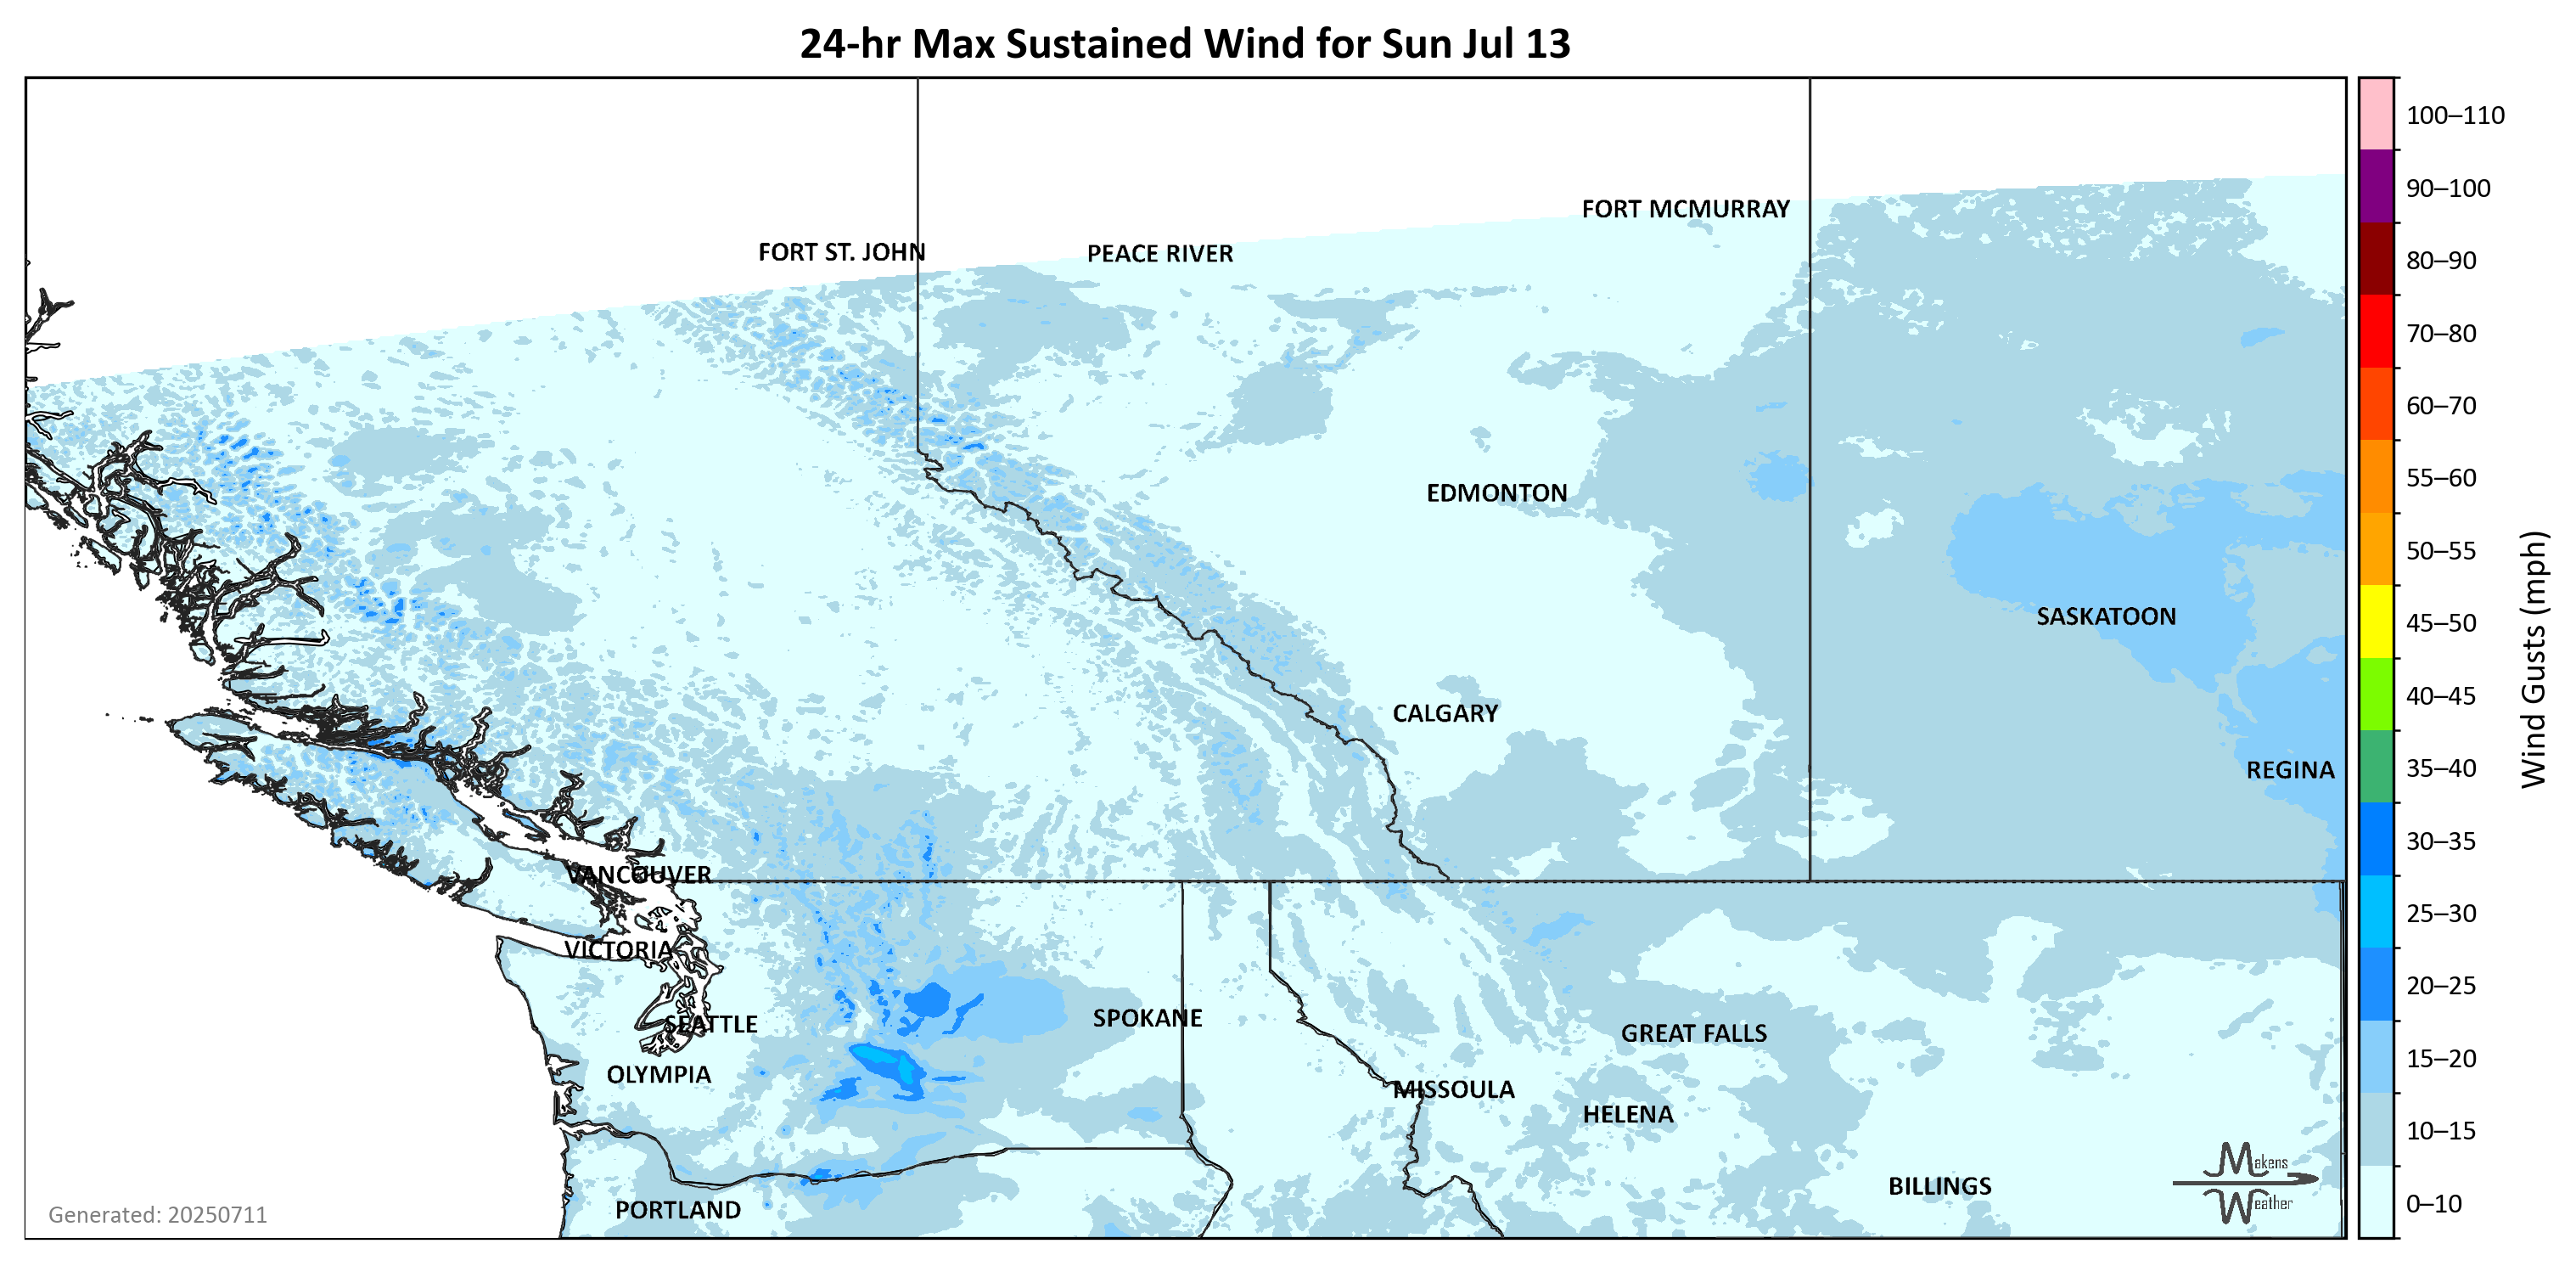 24-hr Max Sustained Wind for Sun Jul 13
100–110
90–100
80–90
70–80
60–70
55–60
50–55
45–50
40–45
35–40
30–35
25–30
20–25
15–20
10–15
0–10
Wind Gusts (mph)
FORT MCMURRAY
FORT ST. JOHN
PEACE RIVER
EDMONTON
SASKATOON
CALGARY
REGINA
VANCOUVER
VICTORIA
SEATTLE
SPOKANE
GREAT FALLS
OLYMPIA
MISSOULA
HELENA
BILLINGS
PORTLAND
Makens
Weather
Generated: 20250711